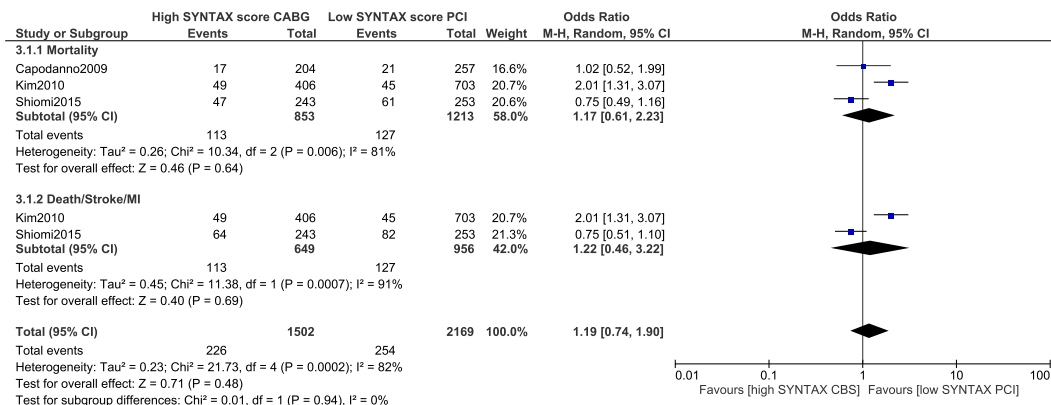 High SYNTAX score CABG Low SYNTAX score PCI Odds Ratio Odds Ratio
Study or Subgroup Events Total Events Total Weight M-H, Random, 95% CI M-H, Random, 95% CI
3.1.1 Mortality
Capodanno2009 17 204 21 257 16.6% 1.02 [0.52, 1.99]
Kim2010 49 406 45 703 20.7% 2.01 [1.31, 3.07]
Shiomi2015 47 243 61 253 20.6% 0.75 [0.49, 1.16]
Subtotal (95% CI) 853 1213 58.0% 1.17 [0.61, 2.23]
Total events 113 127
Heterogeneity: Tau² = 0.26; Chi² = 10.34, df = 2 (P = 0.006); I² = 81%
Test for overall effect: Z = 0.46 (P = 0.64)
3.1.2 Death/Stroke/MI
Kim2010 49 406 45 703 20.7% 2.01 [1.31, 3.07]
Shiomi2015 64 243 82 253 21.3% 0.75 [0.51, 1.10]
Subtotal (95% CI) 649 956 42.0% 1.22 [0.46, 3.22]
Total events 113 127
Heterogeneity: Tau² = 0.45; Chi² = 11.38, df = 1 (P = 0.0007); I² = 91%
Test for overall effect: Z = 0.40 (P = 0.69)
Total (95% CI) 1502 2169 100.0% 1.19 [0.74, 1.90]
Total events 226 254
Heterogeneity: Tau² = 0.23; Chi² = 21.73, df = 4 (P = 0.0002); I² = 82%
Test for overall effect: Z = 0.71 (P = 0.48)
Test for subgroup differences: Chi² = 0.01, df = 1 (P = 0.94), I² = 0%
0.01 0.1 1 10 100
Favours [high SYNTAX CBS] Favours [low SYNTAX PCI]